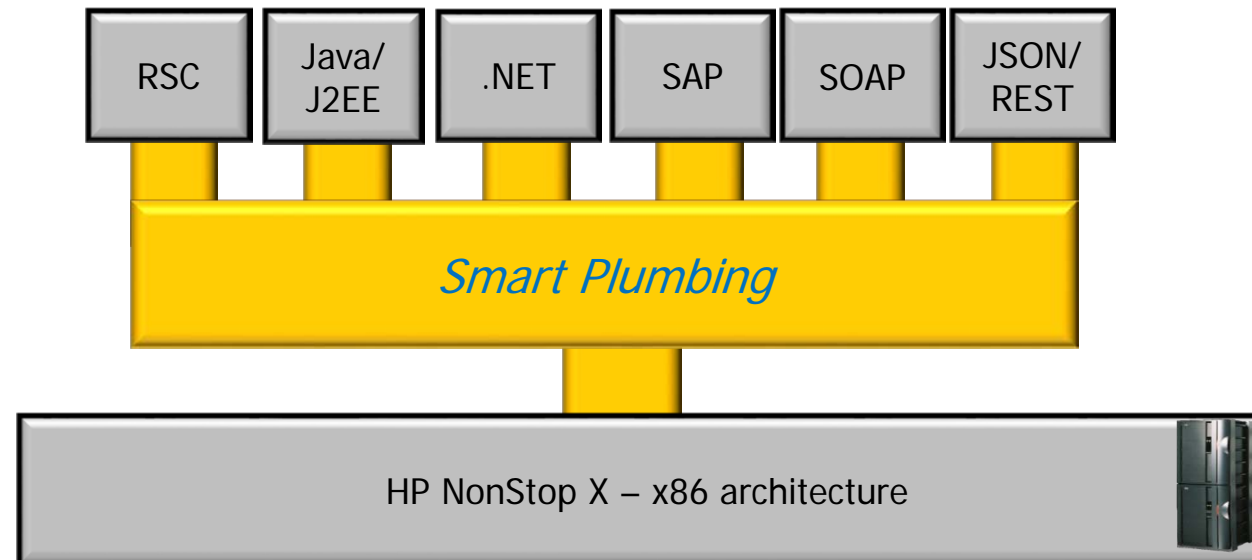 RSC
Java/
J2EE
.NET
SAP
SOAP
JSON/
REST
Smart Plumbing
HP NonStop X – x86 architecture